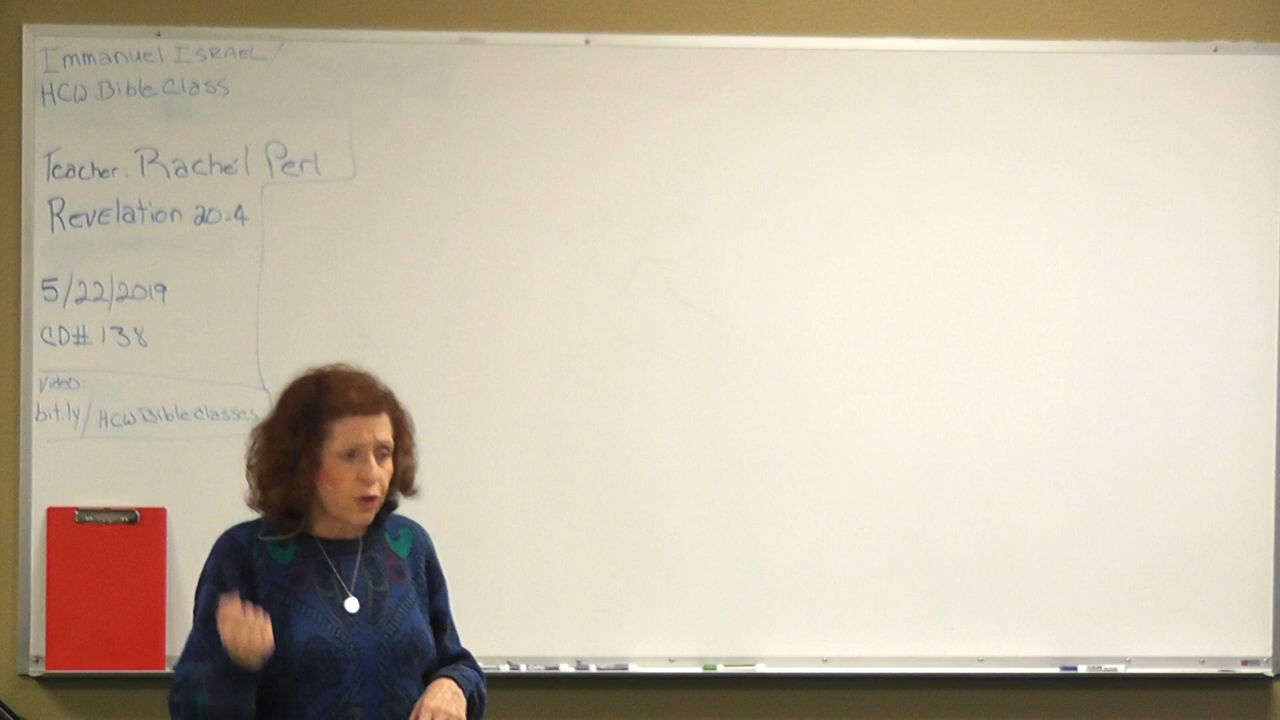 Immanuel ISRAEL/
HCW Bible Class
Teacher: Rachel Perl
Revelation 20-4
5/22/2019
CD# 138
Video:
bit.ly/HCWBibleClasses